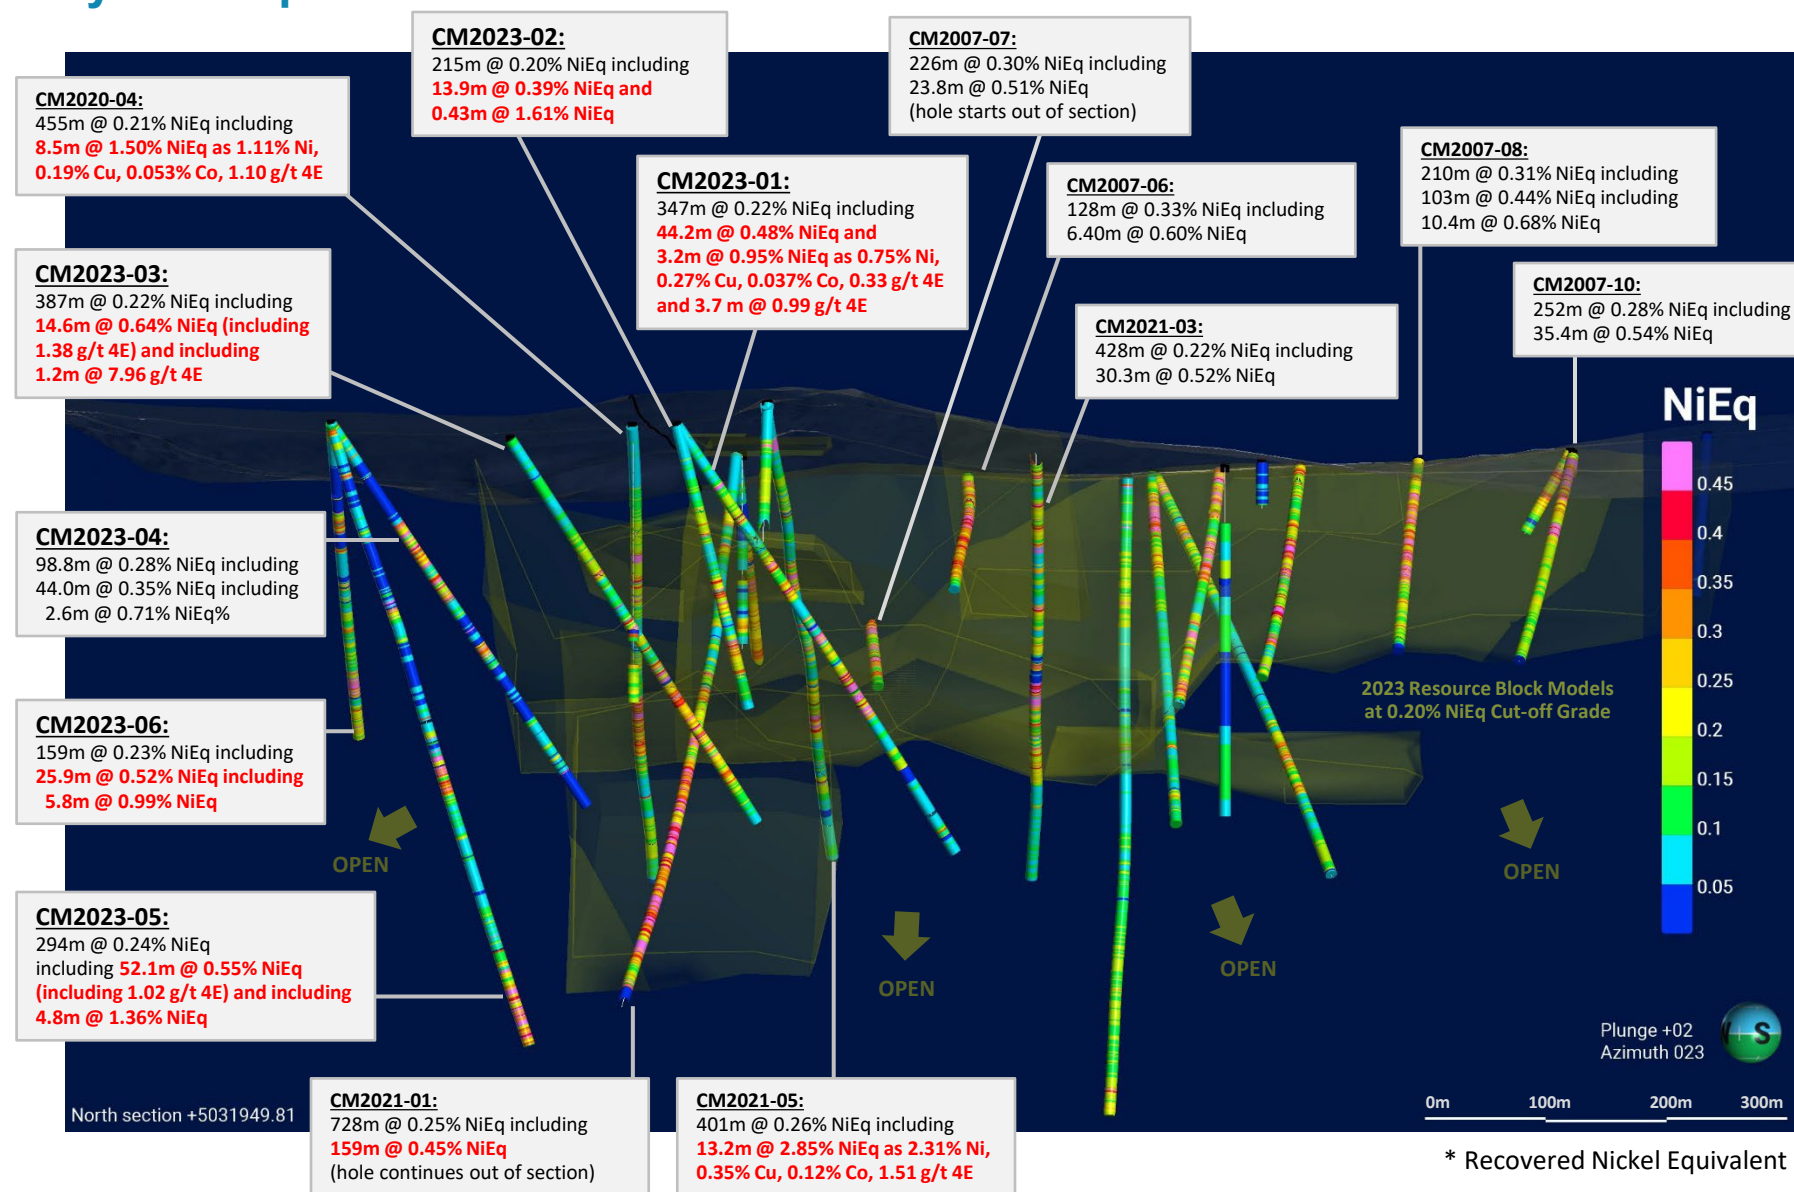 CM2023-02:
215m @ 0.20% NiEq including
13.9m @ 0.39% NiEq and
0.43m @ 1.61% NiEq
CM2007-07:
226m @ 0.30% NiEq including
23.8m @ 0.51% NiEq
(hole starts out of section)
CM2020-04:
455m @ 0.21% NiEq including
8.5m @ 1.50% NiEq as 1.11% Ni,
0.19% Cu, 0.053% Co, 1.10 g/t 4E
CM2023-01:
347m @ 0.22% NiEq including
44.2m @ 0.48% NiEq and
3.2m @ 0.95% NiEq as 0.75% Ni,
0.27% Cu, 0.037% Co, 0.33 g/t 4E
and 3.7 m @ 0.99 g/t 4E
CM2007-06:
128m @ 0.33% NiEq including
6.40m @ 0.60% NiEq
CM2007-08:
210m @ 0.31% NiEq including
103m @ 0.44% NiEq including
10.4m @ 0.68% NiEq
CM2023-03:
387m @ 0.22% NiEq including
14.6m @ 0.64% NiEq (including
1.38 g/t 4E) and including
1.2m @ 7.96 g/t 4E
CM2021-03:
428m @ 0.22% NiEq including
30.3m @ 0.52% NiEq
CM2007-10:
252m @ 0.28% NiEq including
35.4m @ 0.54% NiEq
NiEq
0.45
0.4
0.35
0.3
0.25
0.2
0.15
0.1
0.05
CM2023-04:
98.8m @ 0.28% NiEq including
44.0m @ 0.35% NiEq including
2.6m @ 0.71% NiEq%
2023 Resource Block Models
at 0.20% NiEq Cut-off Grade
CM2023-06:
159m @ 0.23% NiEq including
25.9m @ 0.52% NiEq including
5.8m @ 0.99% NiEq
OPEN
OPEN
OPEN
OPEN
CM2023-05:
294m @ 0.24% NiEq
including 52.1m @ 0.55% NiEq
(including 1.02 g/t 4E) and including
4.8m @ 1.36% NiEq
Plunge +02
Azimuth 023
S
0m 100m 200m 300m
North section +5031949.81
CM2021-01:
728m @ 0.25% NiEq including
159m @ 0.45% NiEq
(hole continues out of section)
CM2021-05:
401m @ 0.26% NiEq including
13.2m @ 2.85% NiEq as 2.31% Ni,
0.35% Cu, 0.12% Co, 1.51 g/t 4E
* Recovered Nickel Equivalent